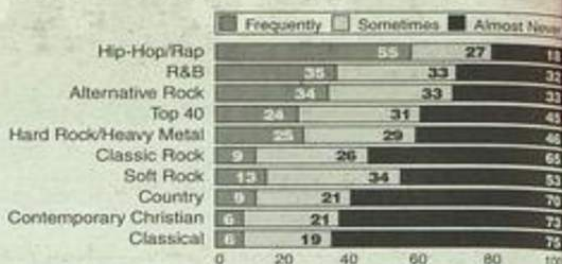 Frequently Sometimes Almost Never
Hip-Hop/Rap 55 27 18
R&B 35 33 32
Alternative Rock 34 33 33
Top 40 24 31 45
Hard Rock/Heavy Metal 25 29 46
Classic Rock 9 26 65
Soft Rock 13 34 53
Country 9 21 70
Contemporary Christian 6 21 73
Classical 6 19 75
0 20 40 60 80 100